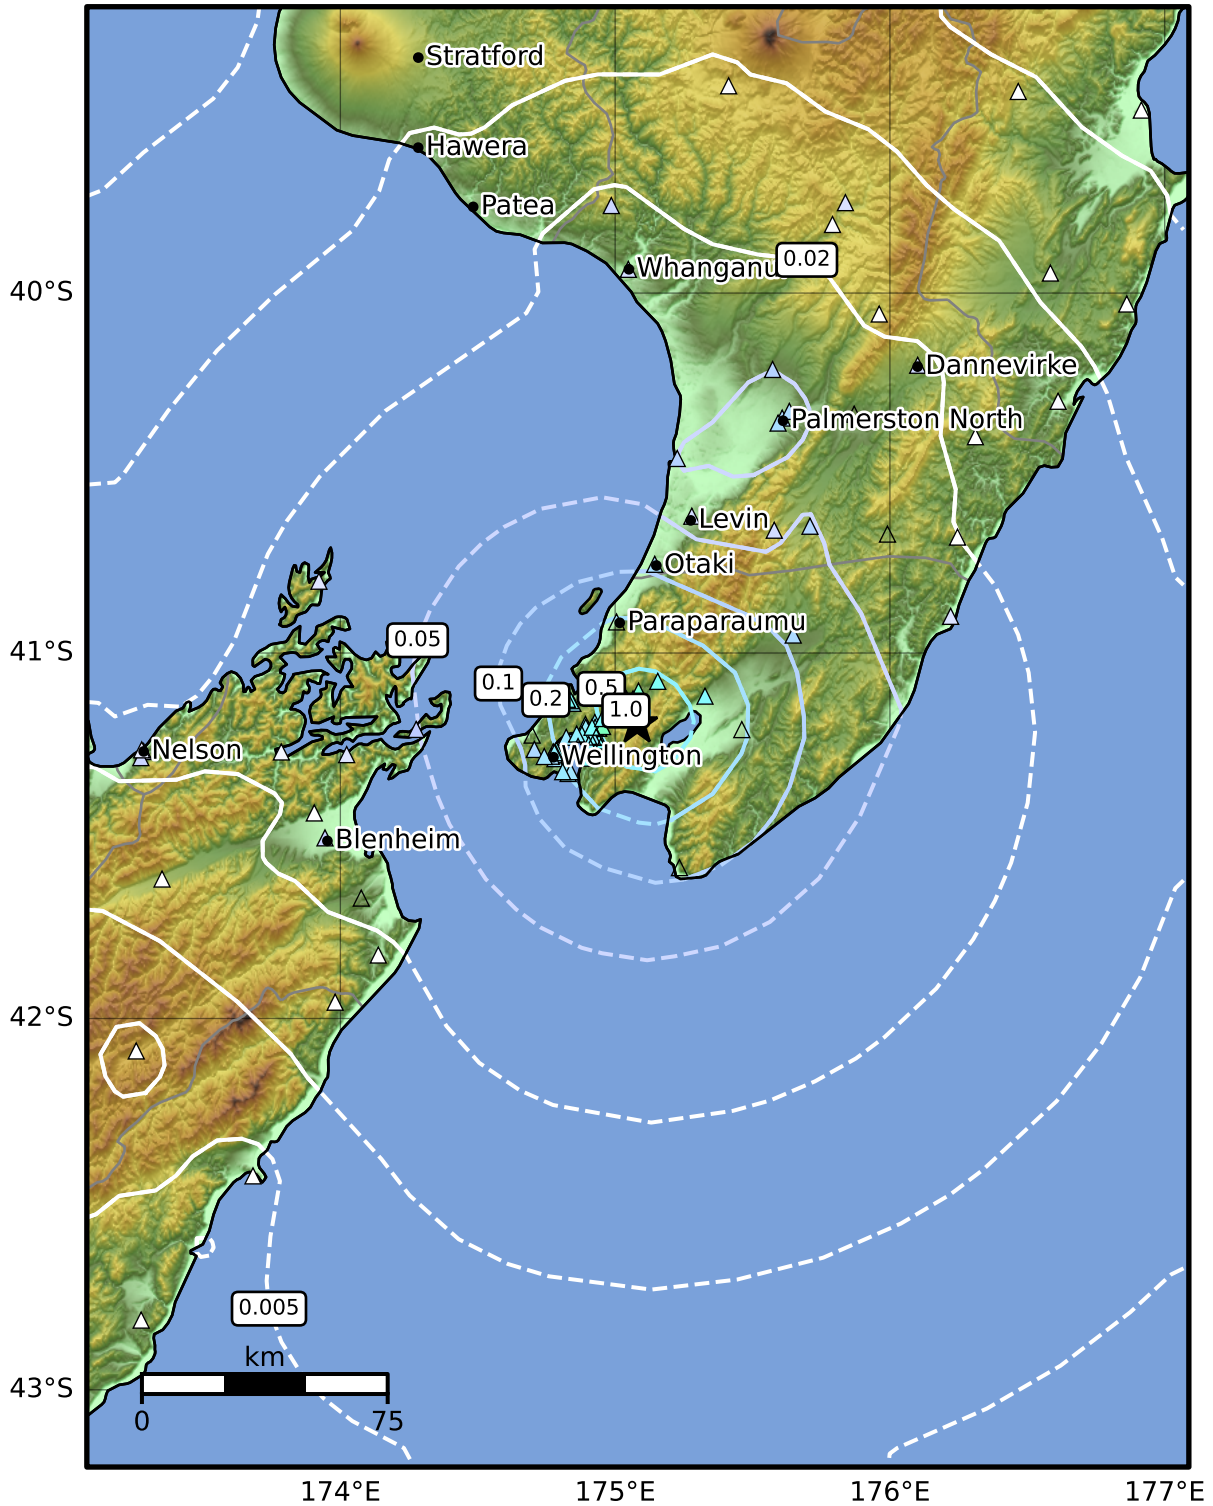 Stratford
Hawera
Patea
Whanganu
0.02
40°S
Dannevirke
Palmerston North
Levin
Otaki
Paraparaumu
0.05
41°S
0.1
0.2
0.5
1.0
Nelson
Wellington
Blenheim
42°S
0.005
km
43°S
0
75
174°E
175°E
176°E
177°E